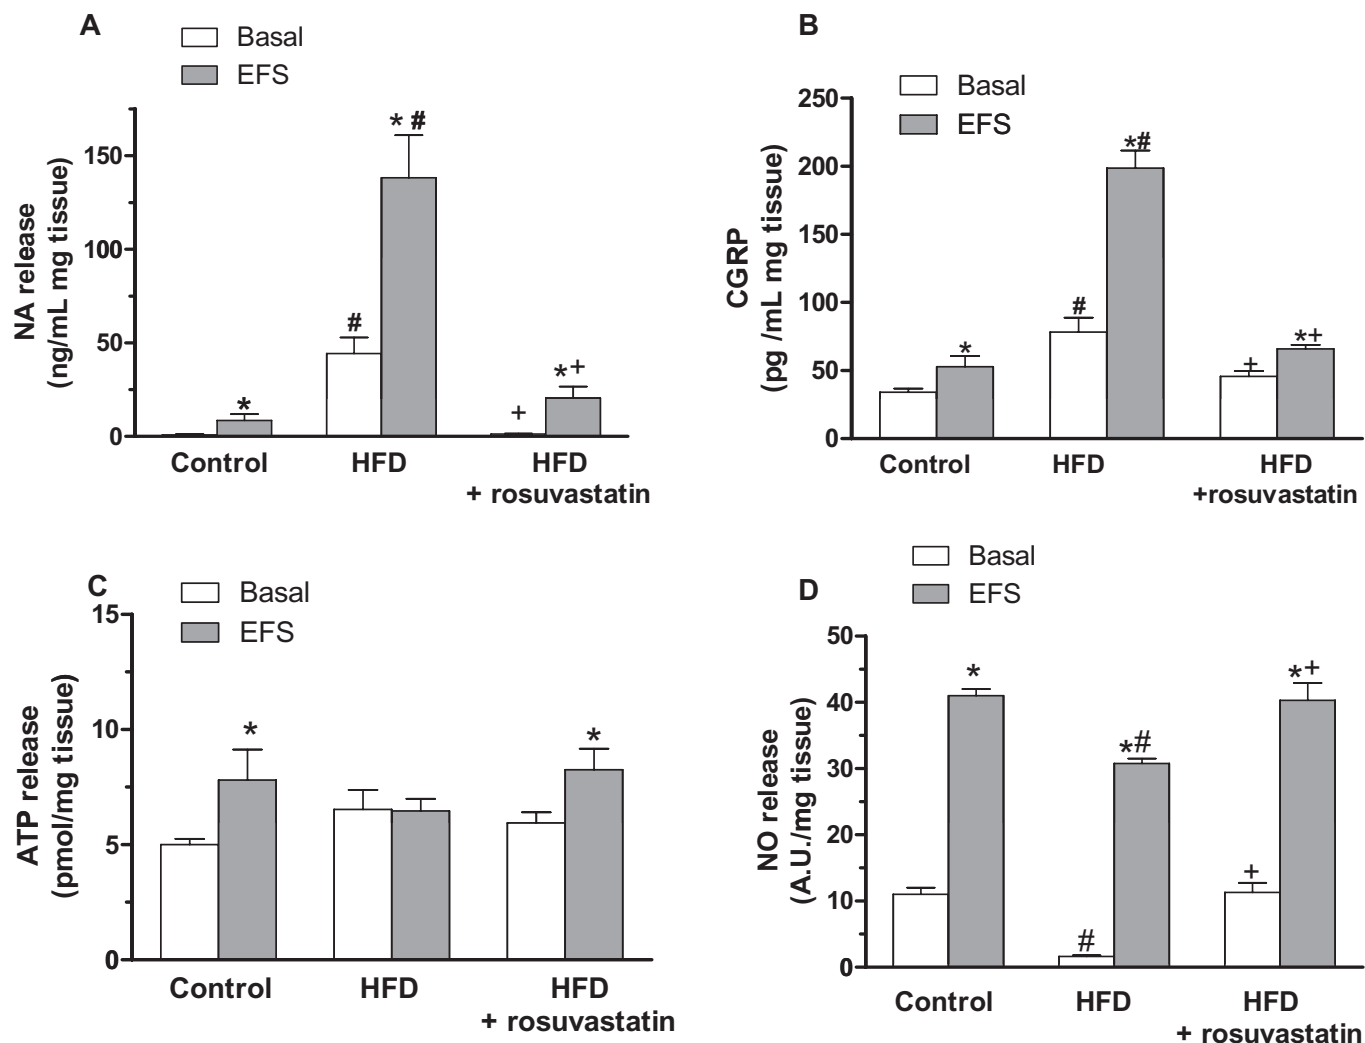 A
Basal
EFS
NA release
(ng/mL mg tissue)
150
100
50
0
* #
#
*
*+
+
Control
HFD
HFD
+ rosuvastatin
B
Basal
EFS
CGRP
(pg /mL mg tissue)
250
200
150
100
50
0
*#
#
*
*+
+
Control
HFD
HFD
+rosuvastatin
C
Basal
EFS
ATP release
(pmol/mg tissue)
15
10
5
0
*
*
Control
HFD
HFD
+ rosuvastatin
D
Basal
EFS
NO release
(A.U./mg tissue)
50
40
30
20
10
0
*
*+
*#
+
#
Control
HFD
HFD
+ rosuvastatin